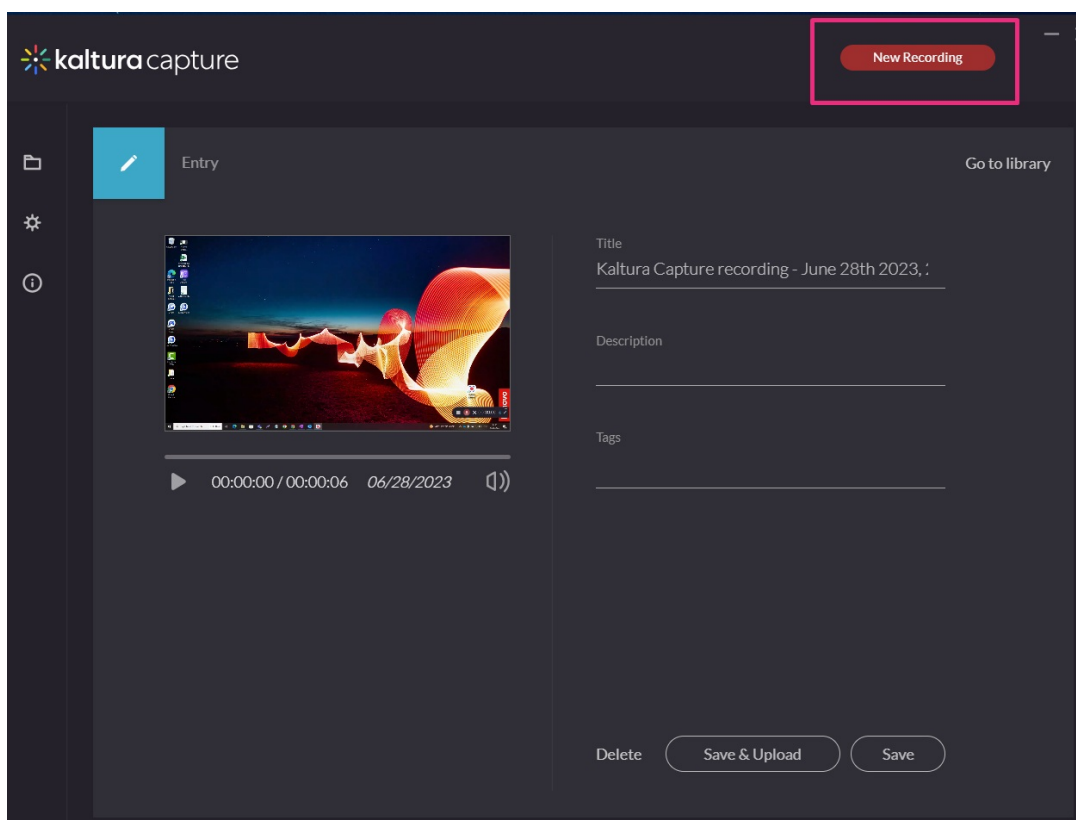 kaltura capture
New Recording
Entry
Go to library
Title
Kaltura Capture recording - June 28th 2023,
Description
Tags
00:00:00 / 00:00:06 06/28/2023
Delete
Save & Upload
Save